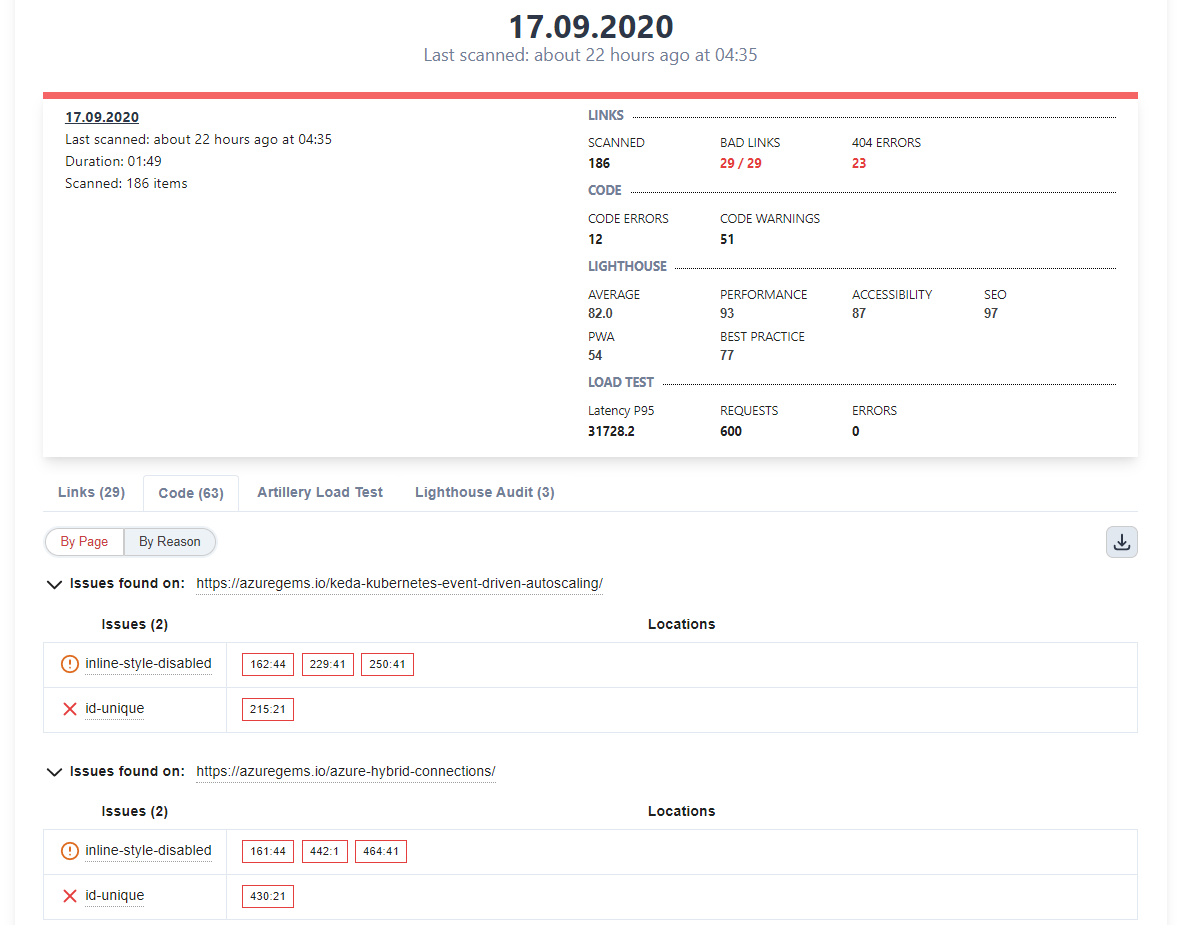 17.09.2020
Last scanned: about 22 hours ago at 04:35
17.09.2020
Last scanned: about 22 hours ago at 04:35
Duration: 01:49
Scanned: 186 items
LINKS
SCANNED BAD LINKS 404 ERRORS
186 29 / 29 23
CODE
CODE ERRORS CODE WARNINGS
12 51
LIGHTHOUSE
AVERAGE PERFORMANCE ACCESSIBILITY SEO
82.0 93 87 97
PWA BEST PRACTICE
54 77
LOAD TEST
Latency P95 REQUESTS ERRORS
31728.2 600 0
Links (29) Code (63) Artillery Load Test Lighthouse Audit (3)
By Page By Reason
Issues found on: https://azuregems.io/keda-kubernetes-event-driven-autoscaling/
Issues (2) Locations
inline-style-disabled 162:44 229:41 250:41
id-unique 215:21
Issues found on: https://azuregems.io/azure-hybrid-connections/
Issues (2) Locations
inline-style-disabled 161:44 442:1 464:41
id-unique 430:21